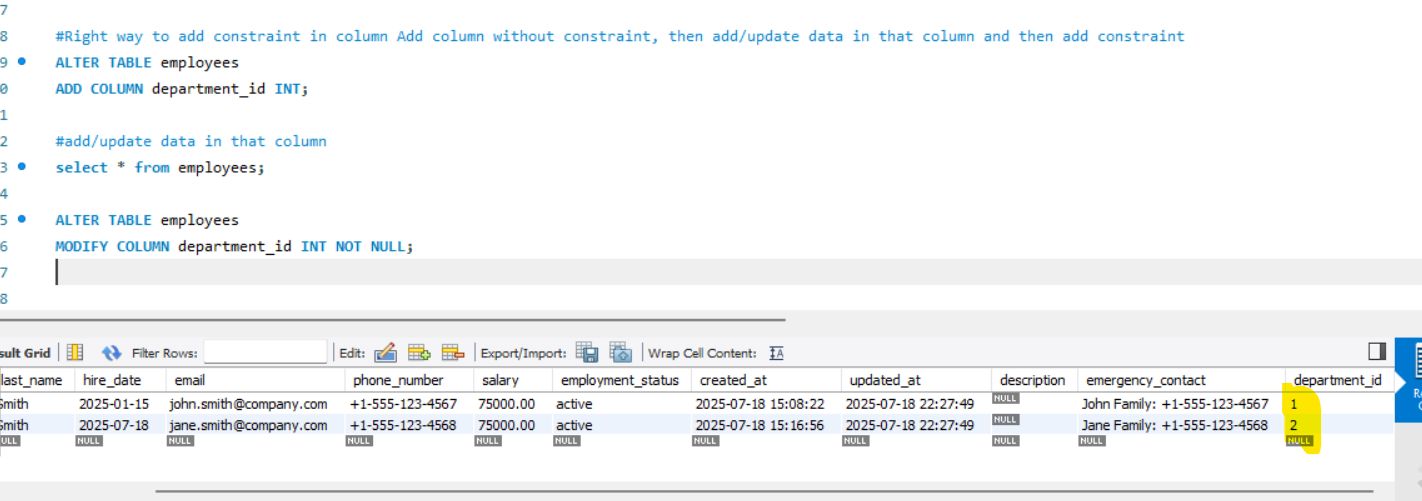 7
8 #Right way to add constraint in column Add column without constraint, then add/update data in that column and then add constraint
9 ALTER TABLE employees
0 ADD COLUMN department_id INT;
1
2 #add/update data in that column
3 select * from employees;
4
5 ALTER TABLE employees
6 MODIFY COLUMN department_id INT NOT NULL;
7
8
sult Grid Filter Rows: Edit: Export/Import: Wrap Cell Content: IA
last_name hire_date email phone_number salary employment_status created_at updated_at description emergency_contact department_id
Smith 2025-01-15 john.smith@company.com +1-555-123-4567 75000.00 active 2025-07-18 15:08:22 2025-07-18 22:27:49 NULL John Family: +1-555-123-4567 1
Smith 2025-07-18 jane.smith@company.com +1-555-123-4568 75000.00 active 2025-07-18 15:16:56 2025-07-18 22:27:49 NULL Jane Family: +1-555-123-4568 2
ULL NULL NULL NULL NULL NULL NULL NULL NULL NULL NULL